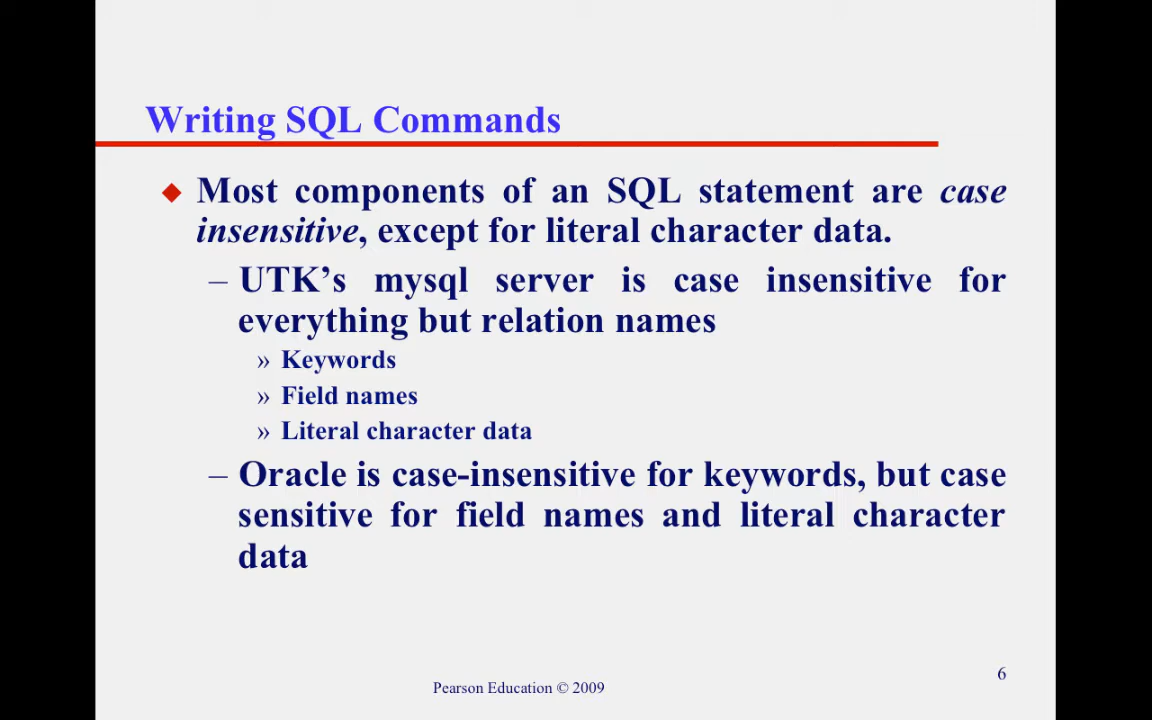 Writing SQL Commands
Most components of an SQL statement are case
insensitive, except for literal character data.
– UTK’s mysql server is case insensitive for
everything but relation names
» Keywords
» Field names
» Literal character data
– Oracle is case-insensitive for keywords, but case
sensitive for field names and literal character
data
6
Pearson Education © 2009